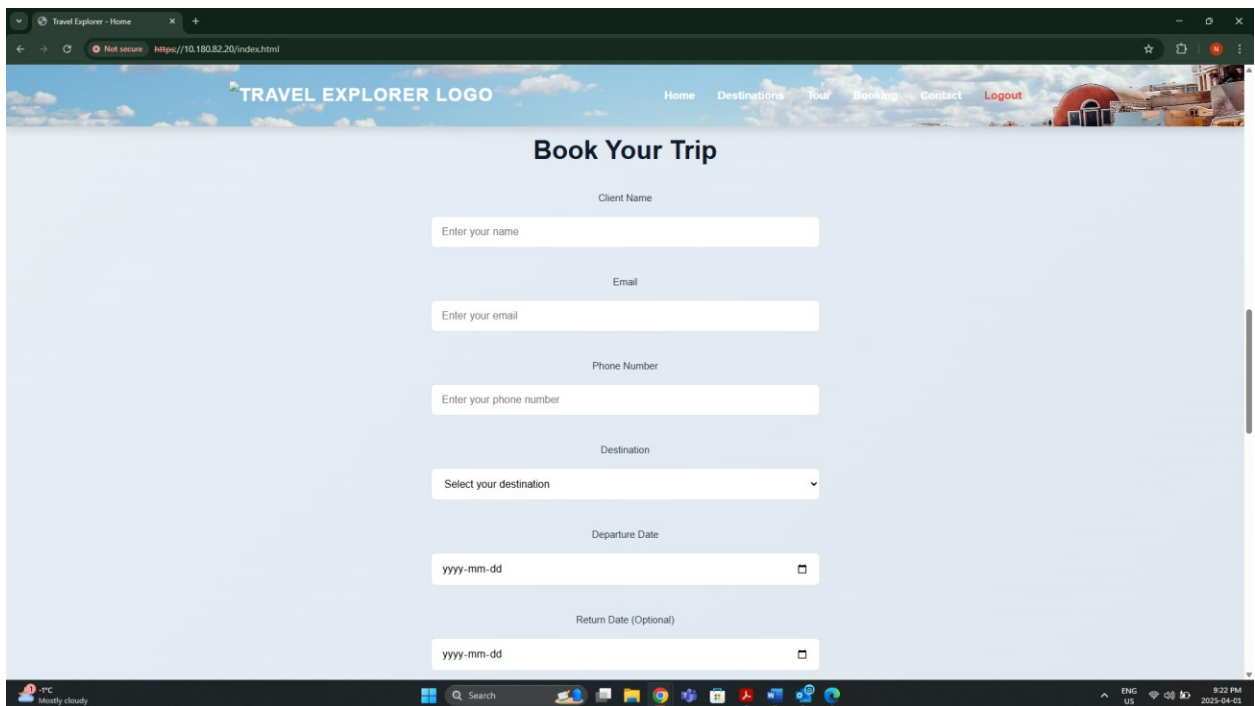 Travel Explorer - Home
Not secure https://10.180.82.20/index.html
N
TRAVEL EXPLORER LOGO
Home Destinations Tour Booking Contact Logout
Book Your Trip
Client Name
Enter your name
Email
Enter your email
Phone Number
Enter your phone number
Destination
Select your destination
Departure Date
yyyy-mm-dd
Return Date (Optional)
yyyy-mm-dd
1
-1°C
Mostly cloudy
Search
ENG
US
9:22 PM
2025-04-01